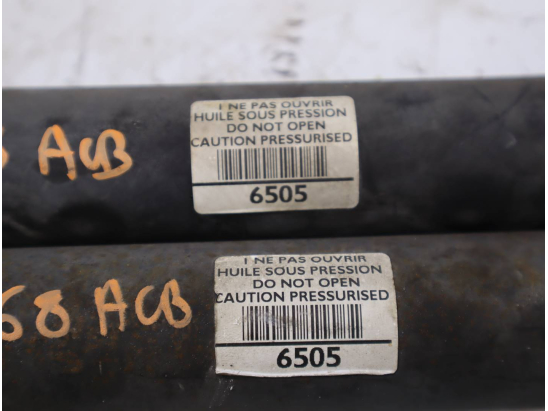 ACB
! NE PAS OUVRIR
HUILE SOUS PRESSION
DO NOT OPEN
CAUTION PRESSURISED
6505
68 ACB
! NE PAS OUVRIR
HUILE SOUS PRESSION
DO NOT OPEN
CAUTION PRESSURISED
6505